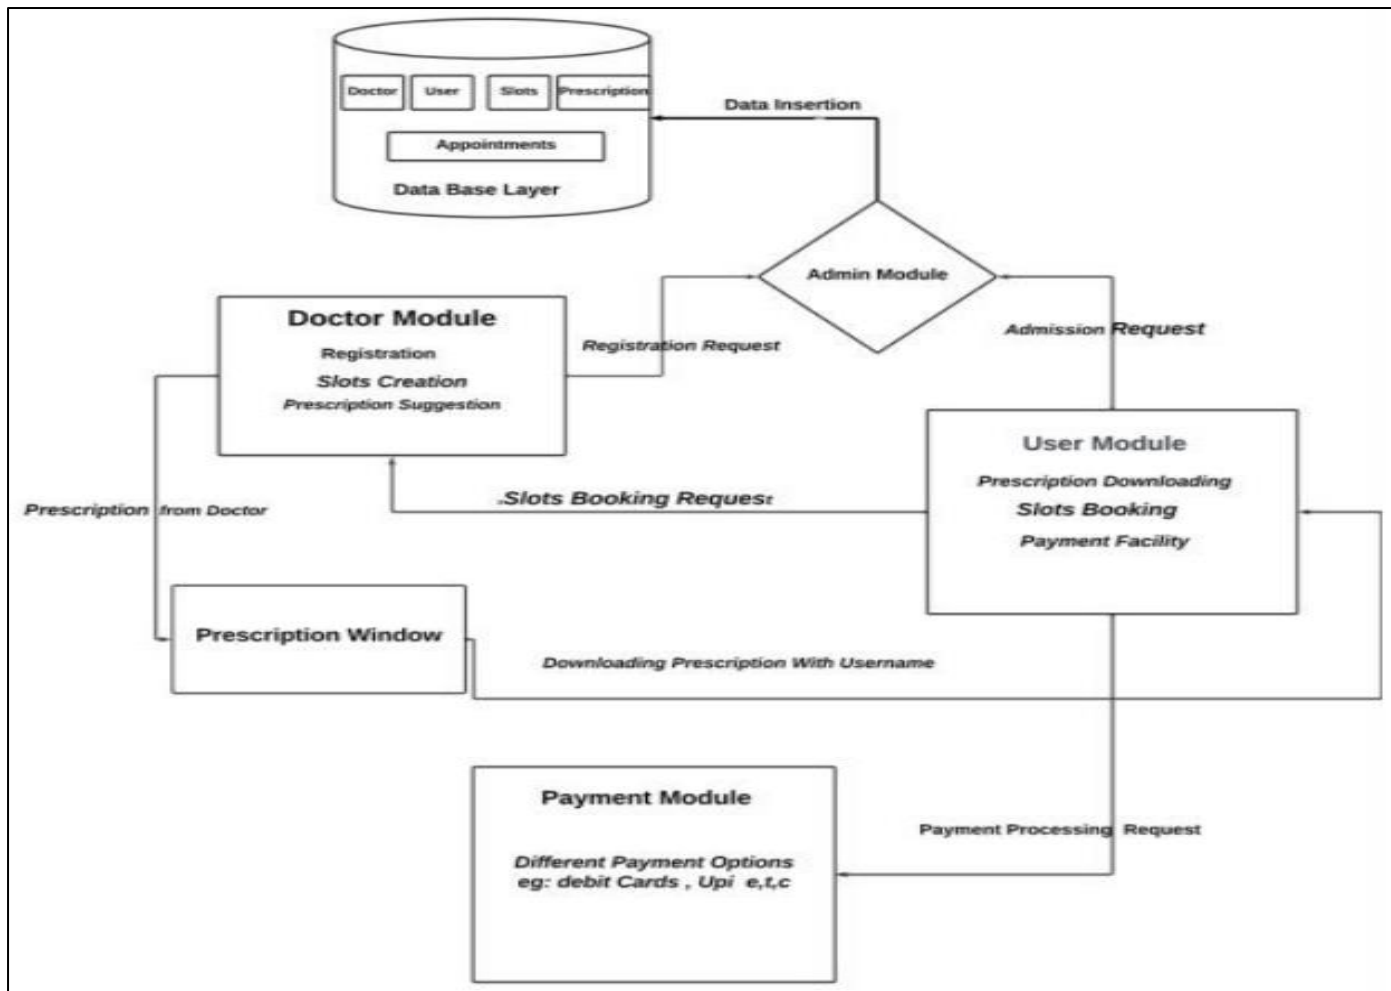 Doctor User Slots Prescription
Data Insertion
Appointments
Data Base Layer
Admin Module
Doctor Module
Registration
Slots Creation
Prescription Suggestion
Registration Request
Admission Request
User Module
Prescription Downloading
Slots Booking
Payment Facility
.Slots Booking Request
Prescription from Doctor
Prescription Window
Downloading Prescription With Username
Payment Module
Different Payment Options
eg: debit Cards , Upi e,t,c
Payment Processing Request